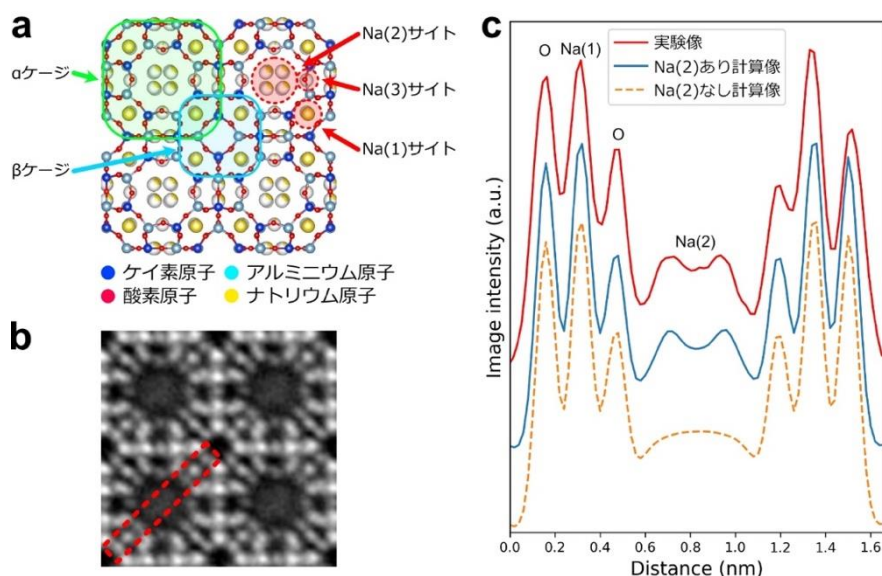 a
Na(2)サイト
αケージ
Na(3)サイト
βケージ
Na(1)サイト
ケイ素原子
アルミニウム原子
酸素原子
ナトリウム原子
b
c
実験像
Na(2)あり計算像
Na(2)なし計算像
O
Na(1)
O
Na(2)
Image intensity (a.u.)
0.0 0.2 0.4 0.6 0.8 1.0 1.2 1.4 1.6
Distance (nm)